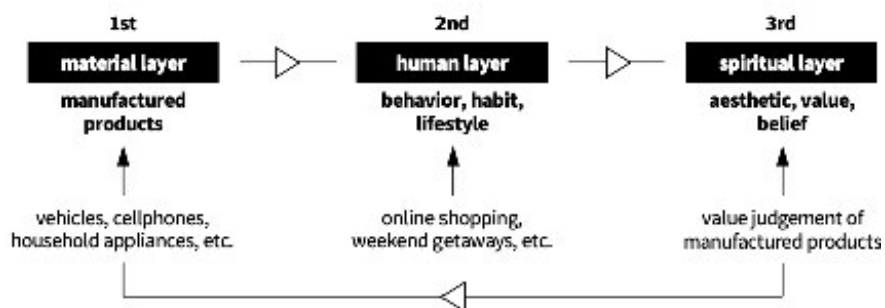 1st
2nd
3rd
material layer
human layer
spiritual layer
manufactured
products
behavior, habit,
lifestyle
aesthetic, value,
belief
vehicles, cellphones,
household appliances, etc.
online shopping,
weekend getaways, etc.
value judgement of
manufactured products